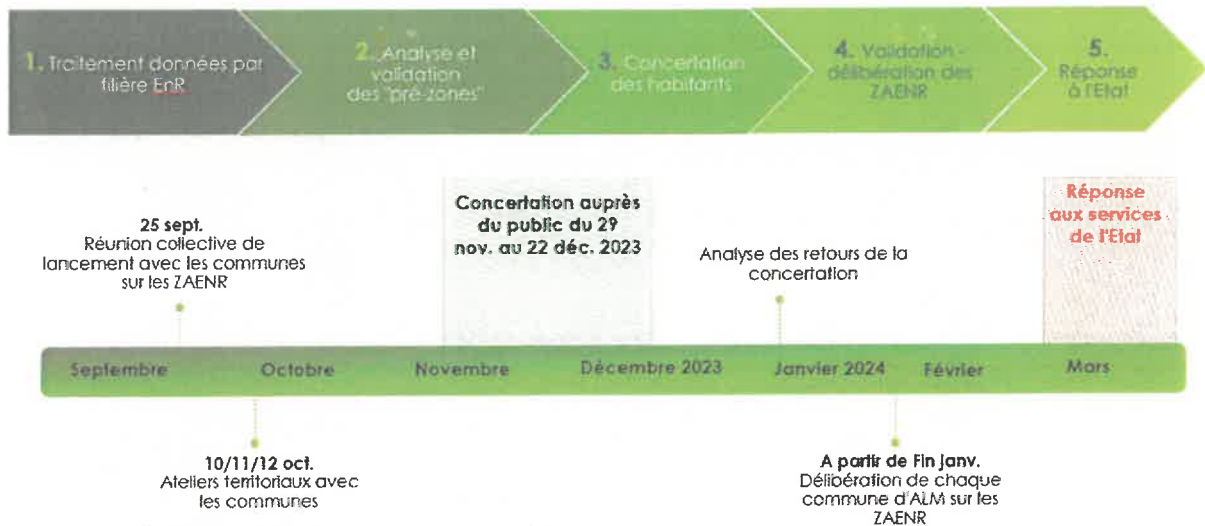 1. Traitement données par
filière EnR
2. Analyse et
validation
des "pré-zones"
3. Concertation
des habitants
4. Validation -
délibération des
ZAENR
5.
Réponse
à l'Etat
25 sept.
Réunion collective de
lancement avec les communes
sur les ZAENR
Concertation auprès
du public du 29
nov. au 22 déc. 2023
Analyse des retours de la
concertation
Réponse
aux services
de l'Etat
Septembre
Octobre
Novembre
Décembre 2023
Janvier 2024
Février
Mars
10/11/12 oct.
Ateliers territoriaux avec
les communes
A partir de Fin janv.
Délibération de chaque
commune d'ALM sur les
ZAENR